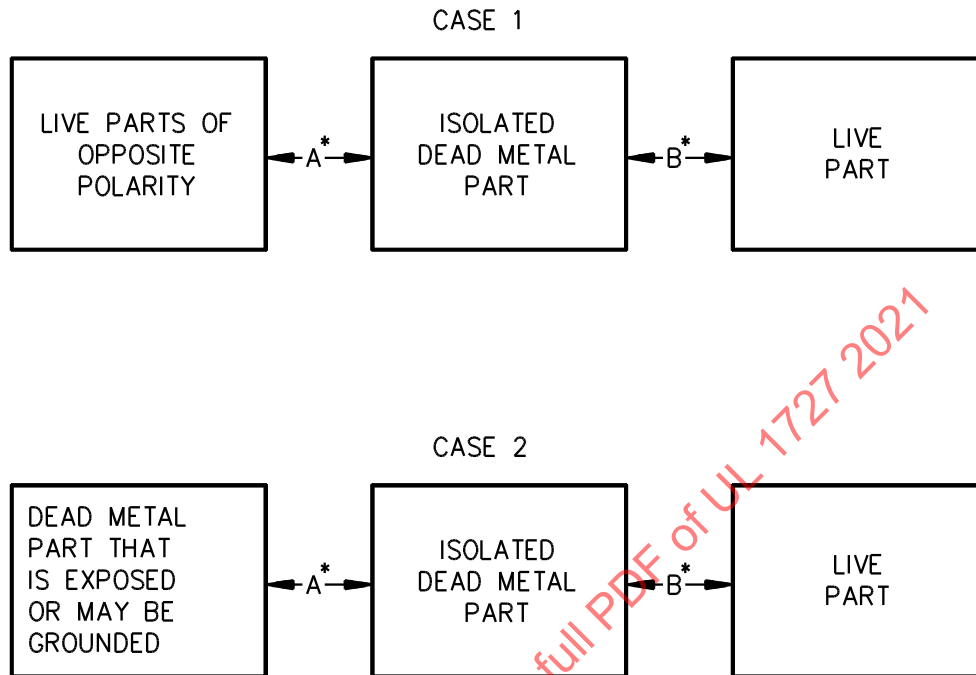 CASE 1
LIVE PARTS OF
OPPOSITE
POLARITY
A*
ISOLATED
DEAD METAL
PART
B*
LIVE
PART
CASE 2
DEAD METAL
PART THAT
IS EXPOSED
OR MAY BE
GROUNDED
A*
ISOLATED
DEAD METAL
PART
B*
LIVE
PART
full PDF of UL 1727 2021